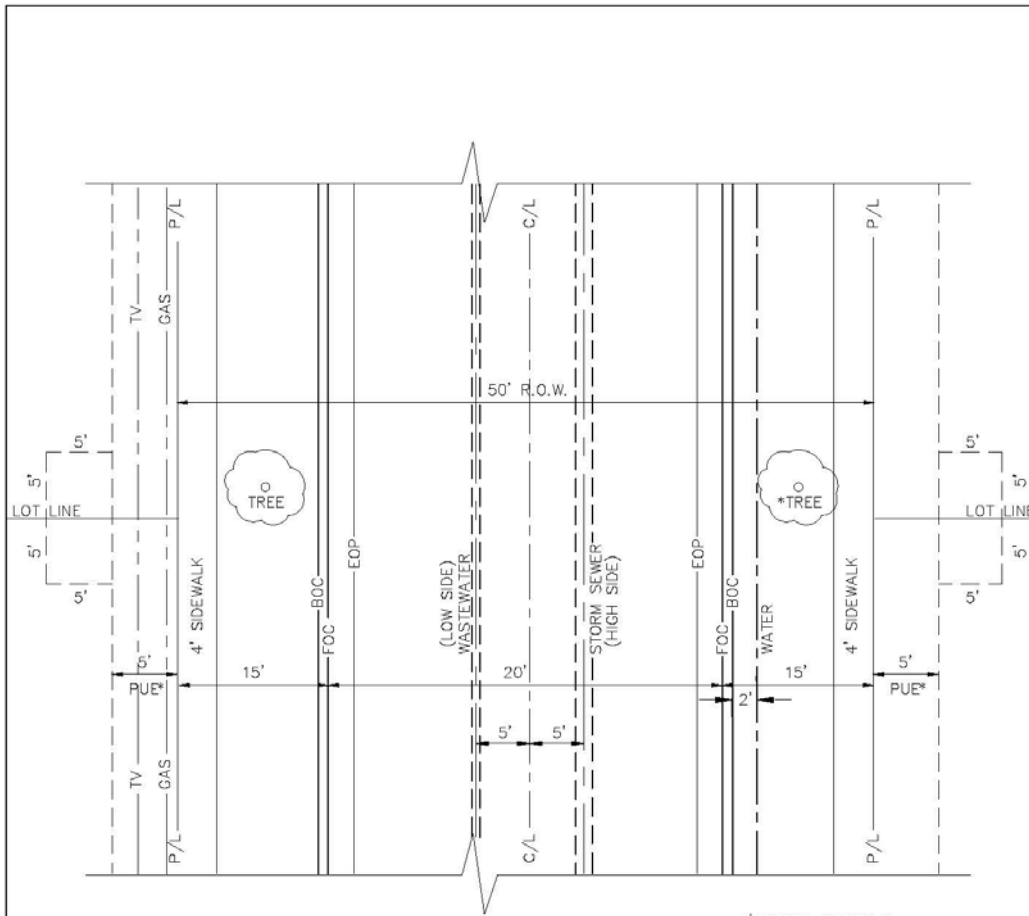 P/L
C/L
P/L
TV
GAS
50' R.O.W.
5'
5'
5'
5'
TREE
*TREE
LOT LINE
LOT LINE
5'
5'
5'
5'
4' SIDEWALK
BOC
FOC
EOP
(LOW SIDE)
WASTEWATER
STORM SEWER
(HIGH SIDE)
EOP
FOC
BOC
WATER
4' SIDEWALK
5'
PUE*
15'
20'
15'
5'
PUE*
2'
5'
5'
TV
GAS
P/L
C/L
P/L